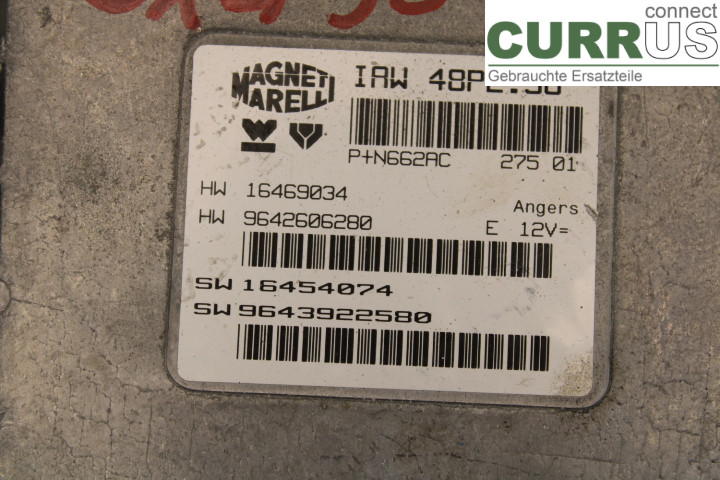 connect
CURRUS
Gebrauchte Ersatzteile
MAGNETI
MARELLI
IAW
P+N662AC 275 01
HW 16469034
Angers
HW 9642606280
E 12V=
SW 16454074
SW 9643922580